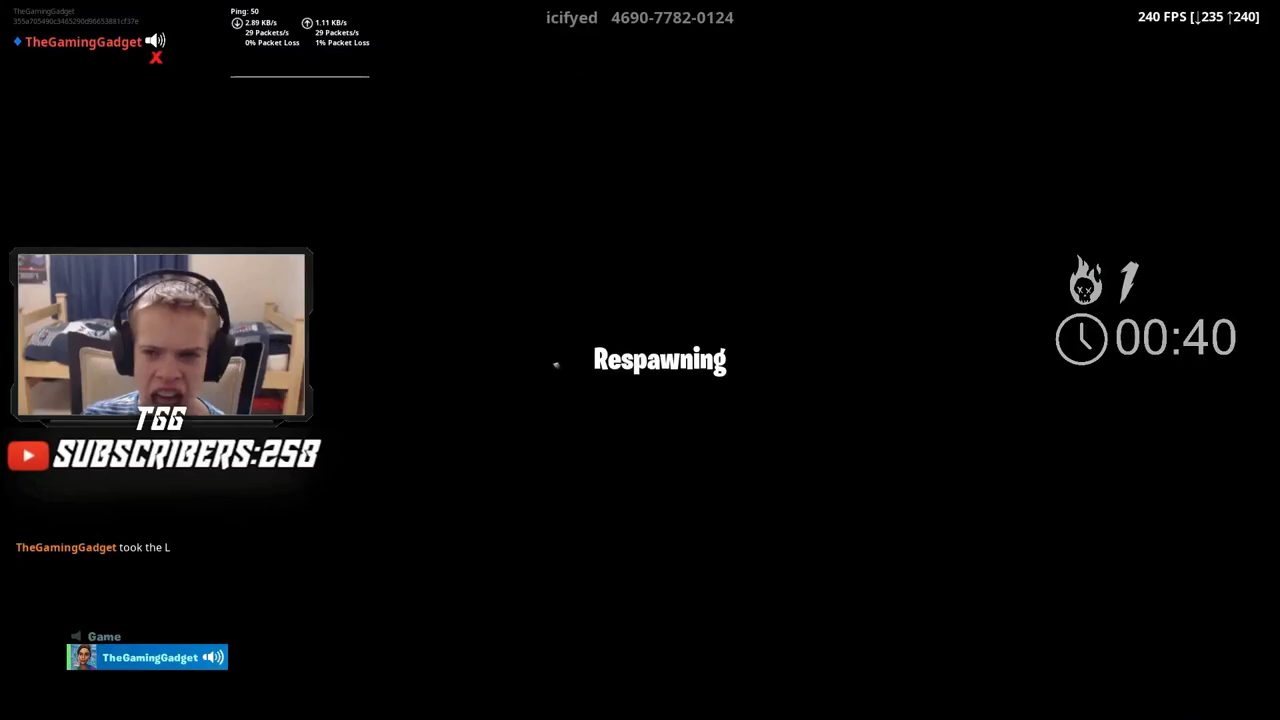 TheGamingGadget
355a705490c3465290d96653881cf37e
TheGamingGadget
X
Ping: 50
2.89 KB/s 1.11 KB/s
29 Packets/s 29 Packets/s
0% Packet Loss 1% Packet Loss
icifyed 4690-7782-0124
240 FPS [↓235 ↑240]
1
00:40
Respawning
TGG
SUBSCRIBERS:258
TheGamingGadget took the L
Game
TheGamingGadget